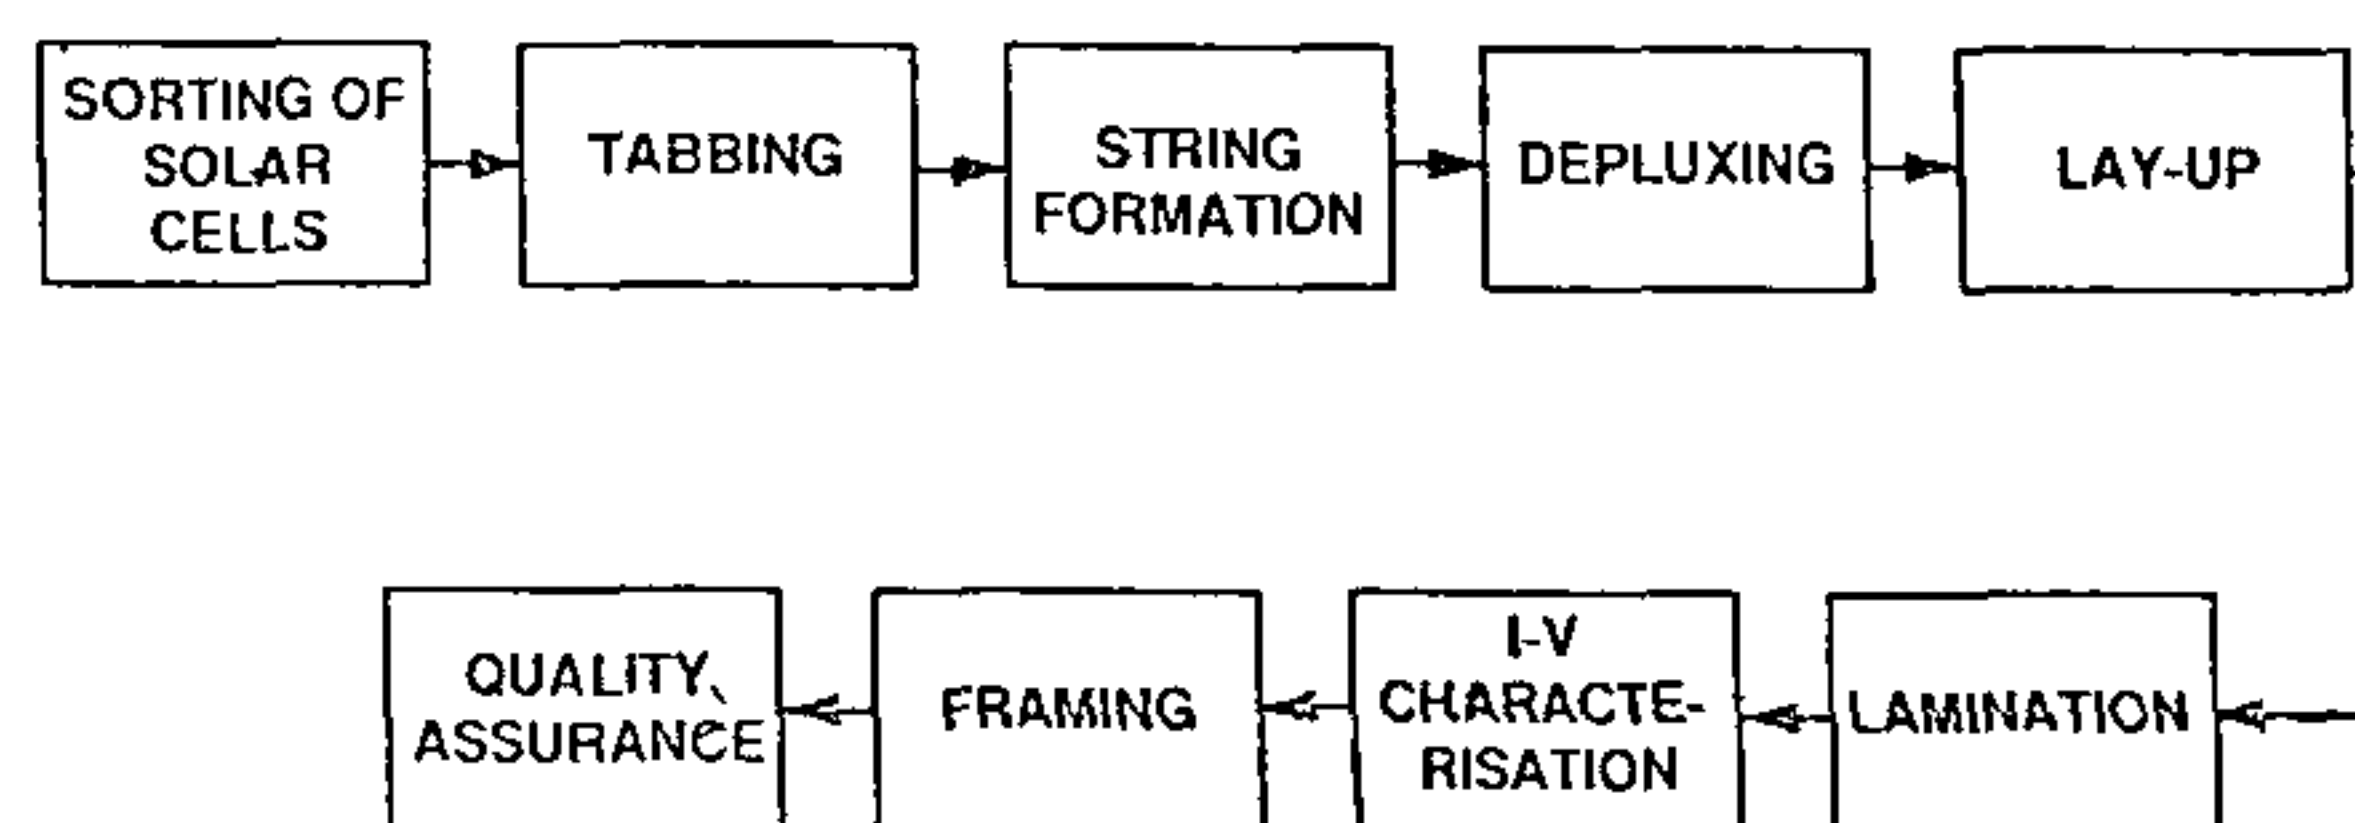 SORTING OF
SOLAR
CELLS
TABBING
STRING
FORMATION
DEPLUXING
LAY-UP
QUALITY
ASSURANCE
FRAMING
I-V
CHARACTE-
RISATION
LAMINATION